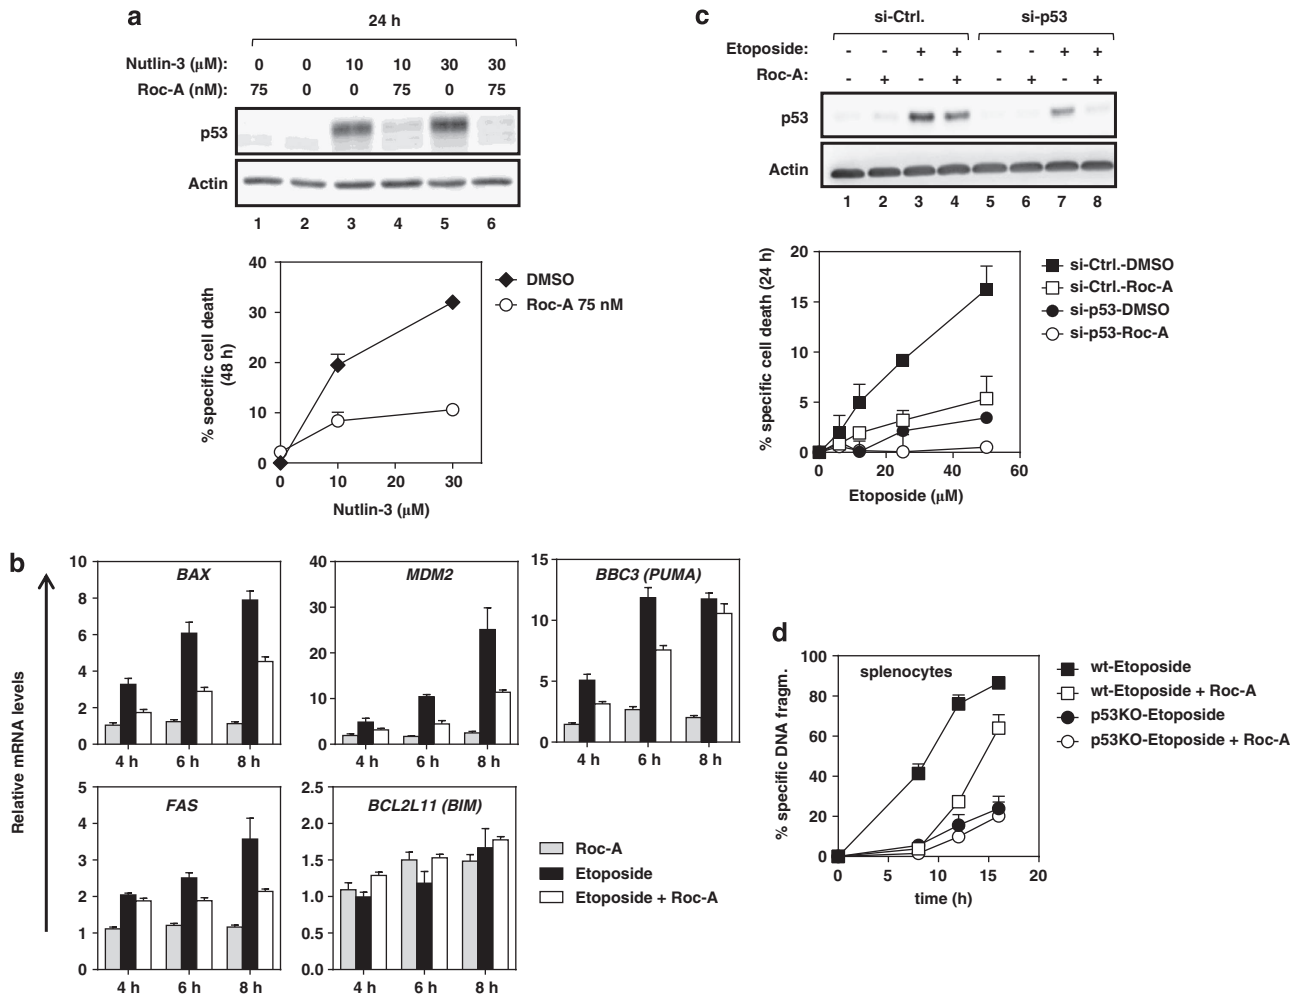 a
24 h
Nutlin-3 (µM): 0 0 10 10 30 30
Roc-A (nM): 75 0 0 75 0 75
p53
Actin
1 2 3 4 5 6
40
30
20
10
0
% specific cell death
(48 h)
0 10 20 30
Nutlin-3 (µM)
DMSO
Roc-A 75 nM
c
si-Ctrl. si-p53
Etoposide: - - + + - - + +
Roc-A: - + - + - + - +
p53
Actin
1 2 3 4 5 6 7 8
20
15
10
5
0
% specific cell death (24 h)
0 20 40 60
Etoposide (µM)
si-Ctrl.-DMSO
si-Ctrl.-Roc-A
si-p53-DMSO
si-p53-Roc-A
b
Relative mRNA levels
BAX
10
8
6
4
2
0
4 h 6 h 8 h
MDM2
40
30
20
10
0
4 h 6 h 8 h
BBC3 (PUMA)
15
10
5
0
4 h 6 h 8 h
FAS
5
4
3
2
1
0
4 h 6 h 8 h
BCL2L11 (BIM)
2.5
2.0
1.5
1.0
0.5
0.0
4 h 6 h 8 h
Roc-A
Etoposide
Etoposide + Roc-A
d
splenocytes
100
80
60
40
20
0
% specific DNA fragm.
0 5 10 15 20
time (h)
wt-Etoposide
wt-Etoposide + Roc-A
p53KO-Etoposide
p53KO-Etoposide + Roc-A